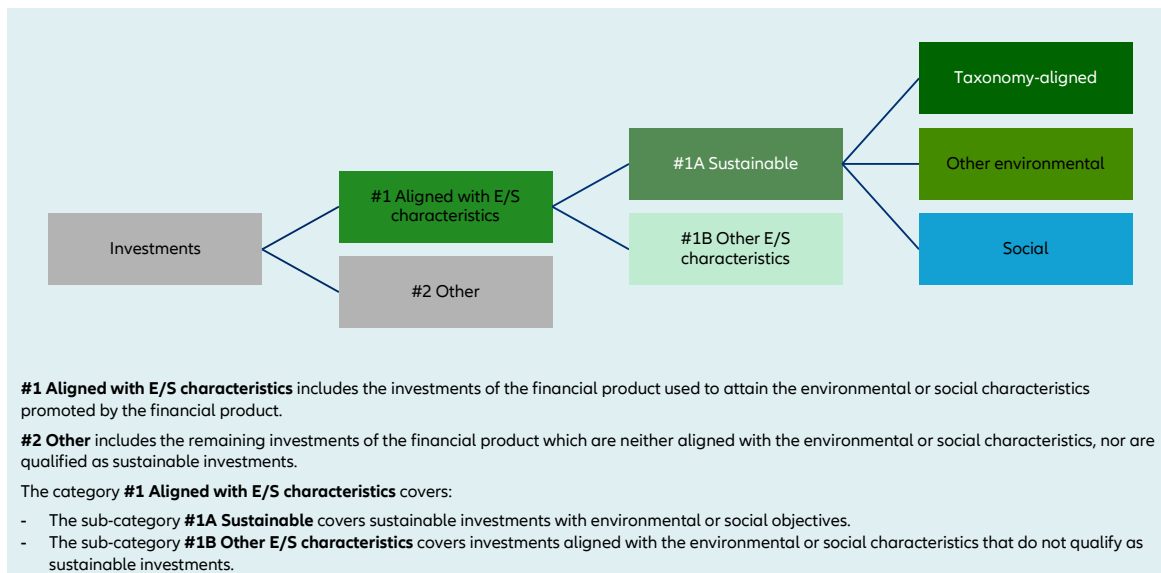 Taxonomy-aligned
#1A Sustainable
Other environmental
#1 Aligned with E/S
characteristics
Investments
#1B Other E/S
characteristics
Social
#2 Other
#1 Aligned with E/S characteristics includes the investments of the financial product used to attain the environmental or social characteristics
promoted by the financial product.
#2 Other includes the remaining investments of the financial product which are neither aligned with the environmental or social characteristics, nor are
qualified as sustainable investments.
The category #1 Aligned with E/S characteristics covers:
- The sub-category #1A Sustainable covers sustainable investments with environmental or social objectives.
- The sub-category #1B Other E/S characteristics covers investments aligned with the environmental or social characteristics that do not qualify as
sustainable investments.